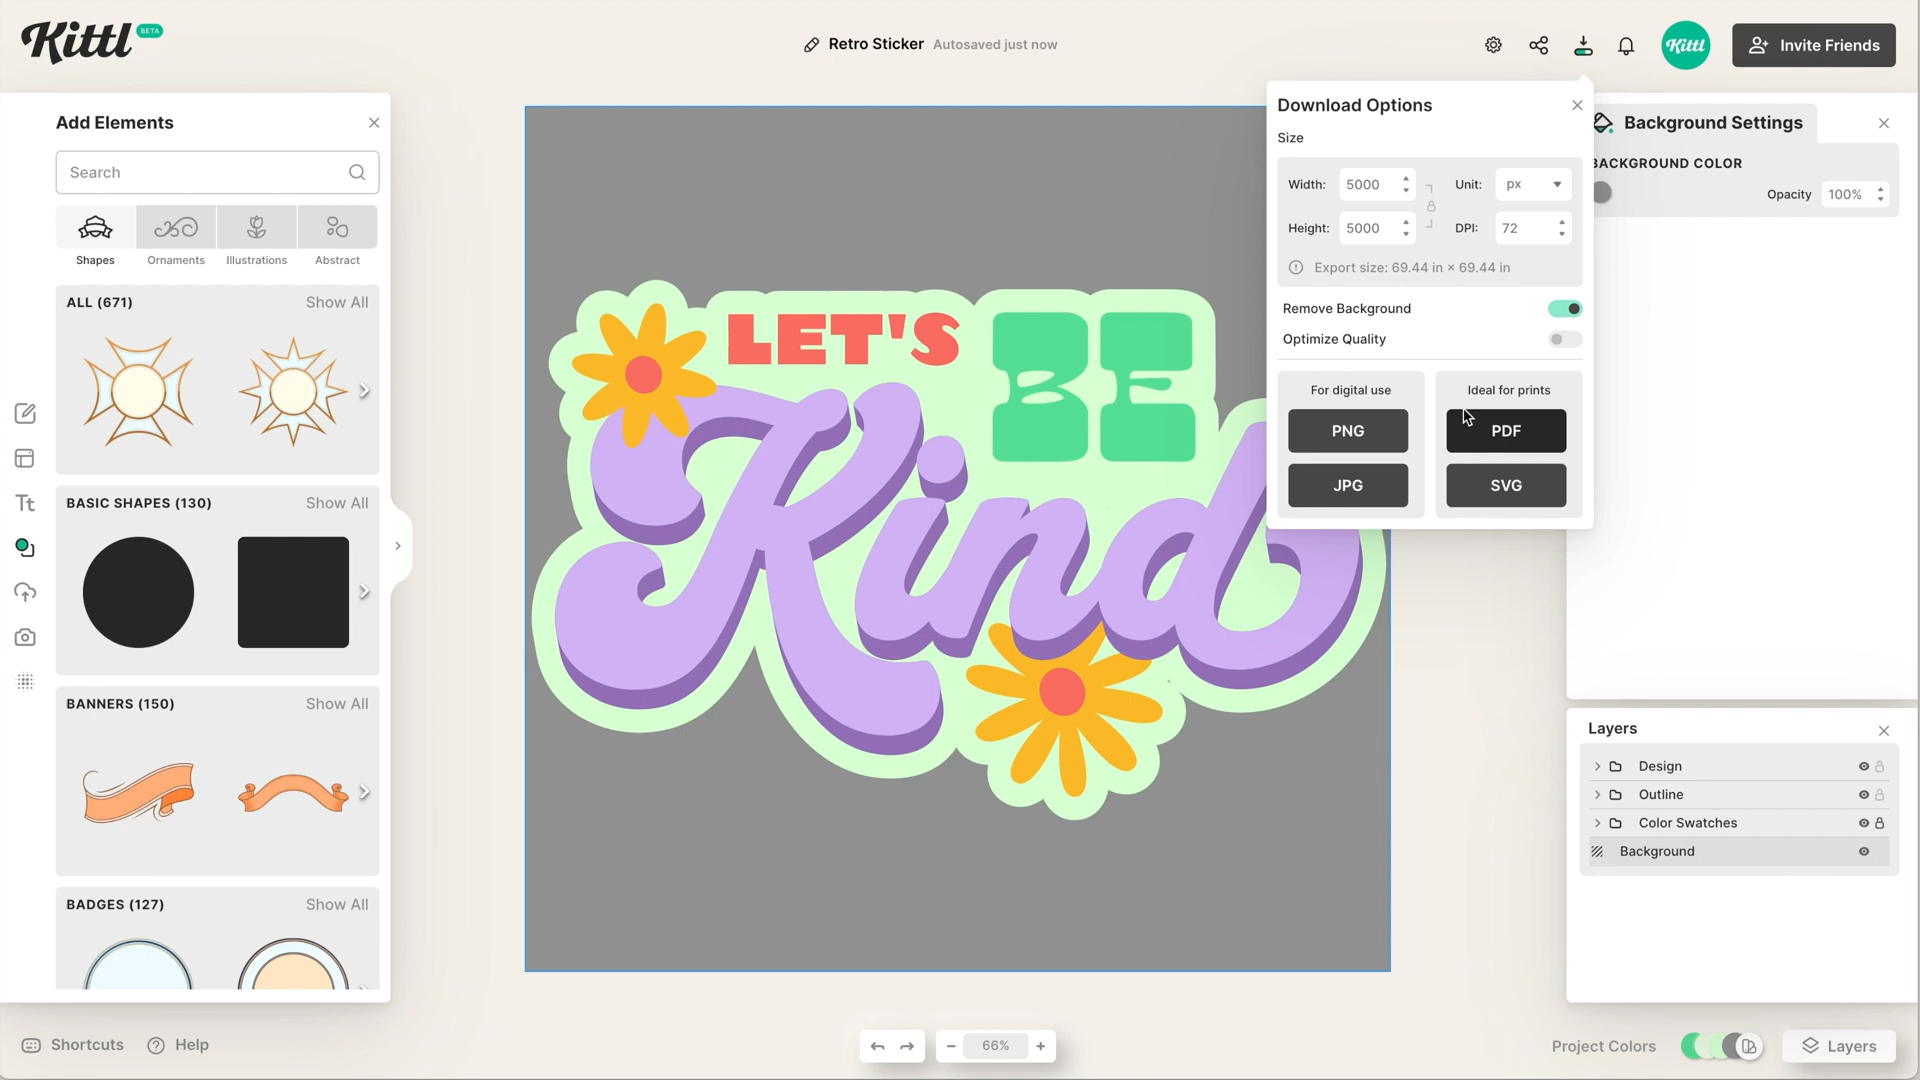 Kittl BETA
Retro Sticker Autosaved just now
Kittl
Invite Friends
Add Elements
Search
Shapes
Ornaments
Illustrations
Abstract
ALL (671) Show All
BASIC SHAPES (130) Show All
BANNERS (150) Show All
BADGES (127) Show All
Tt
LET'S BE
Kind
Download Options
Size
Width: 5000 Unit: px
Height: 5000 DPI: 72
Export size: 69.44 in × 69.44 in
Remove Background
Optimize Quality
For digital use
PNG
JPG
Ideal for prints
PDF
SVG
Background Settings
BACKGROUND COLOR
Opacity 100%
Layers
Design
Outline
Color Swatches
Background
Shortcuts Help
66%
Project Colors
Layers